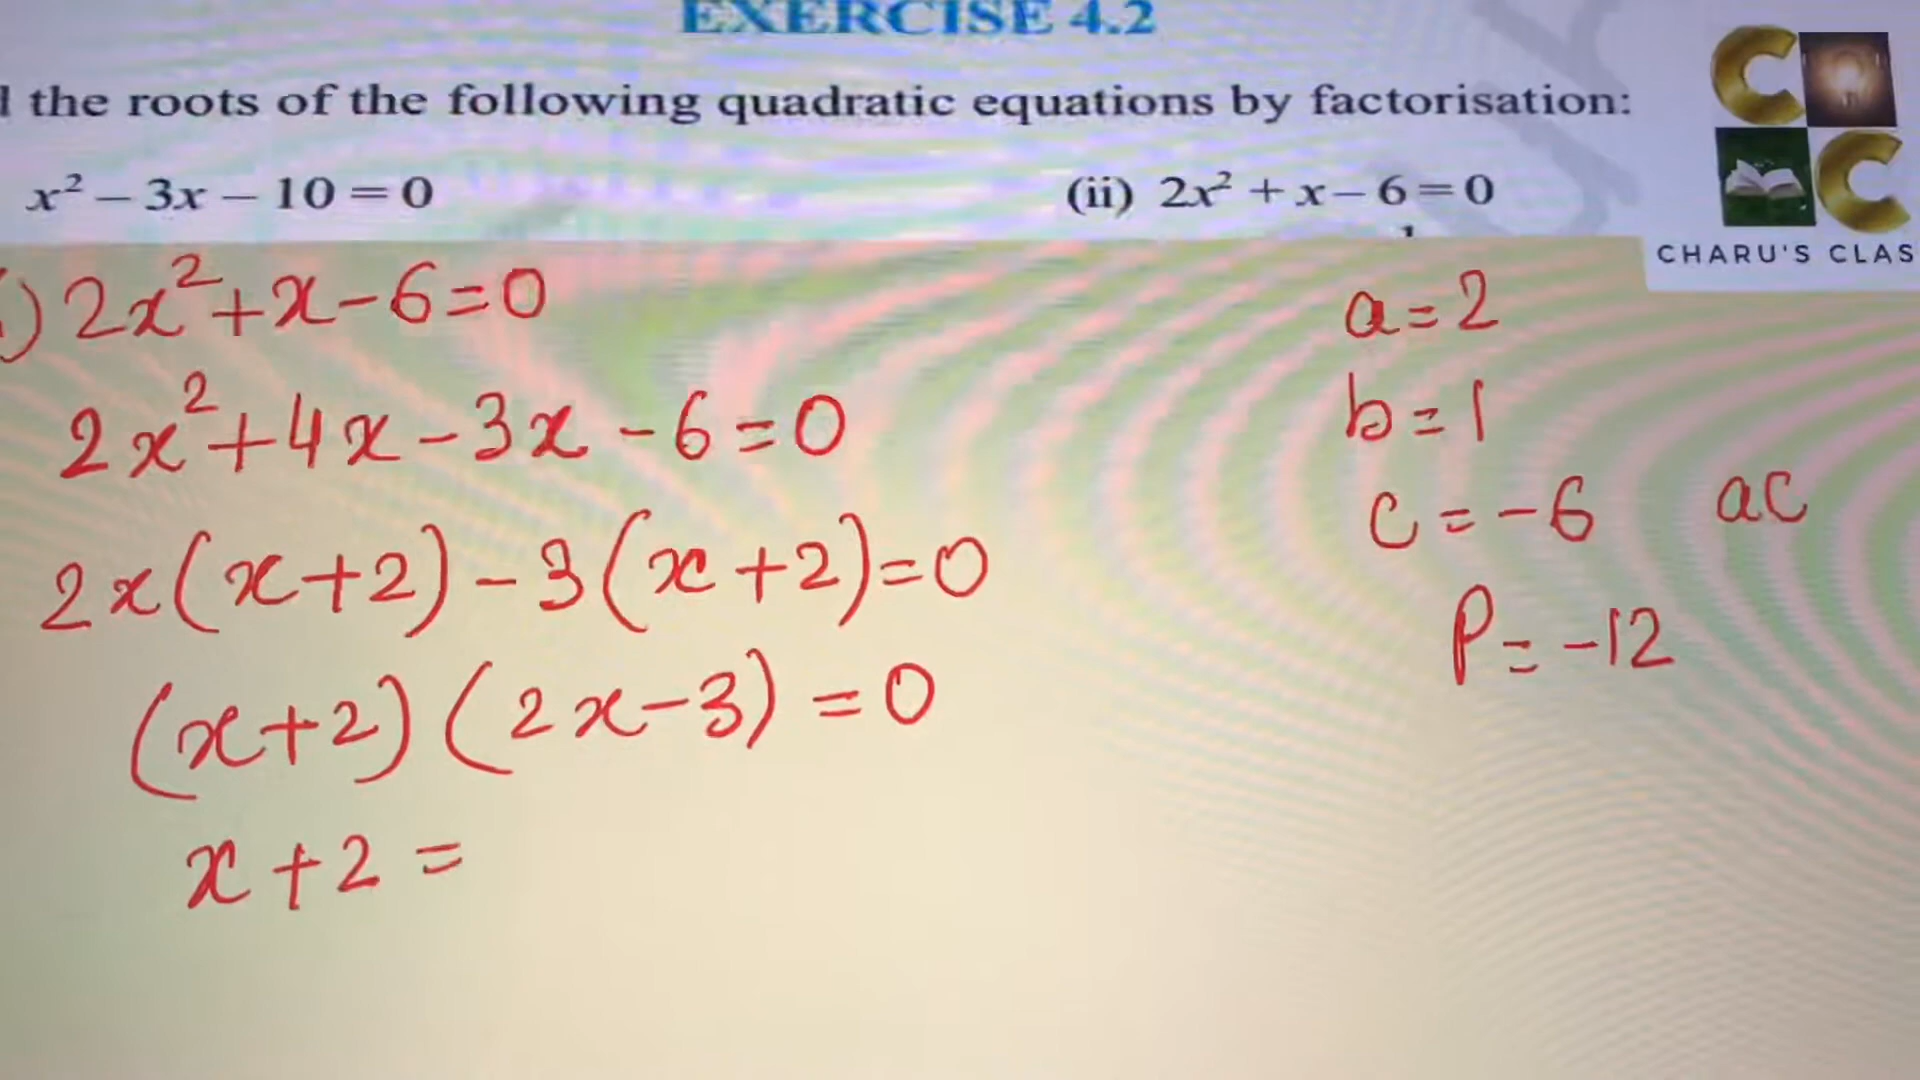 EXERCISE 4.2
the roots of the following quadratic equations by factorisation:
x² – 3x – 10 = 0
(ii) 2x² + x – 6 = 0
CHARU'S CLAS
) 2x²+x-6=0
2x²+4x-3x-6=0
2x(x+2)-3(x+2)=0
(x+2)(2x-3)=0
x+2=
a=2
b=1
c=-6 ac
P=-12